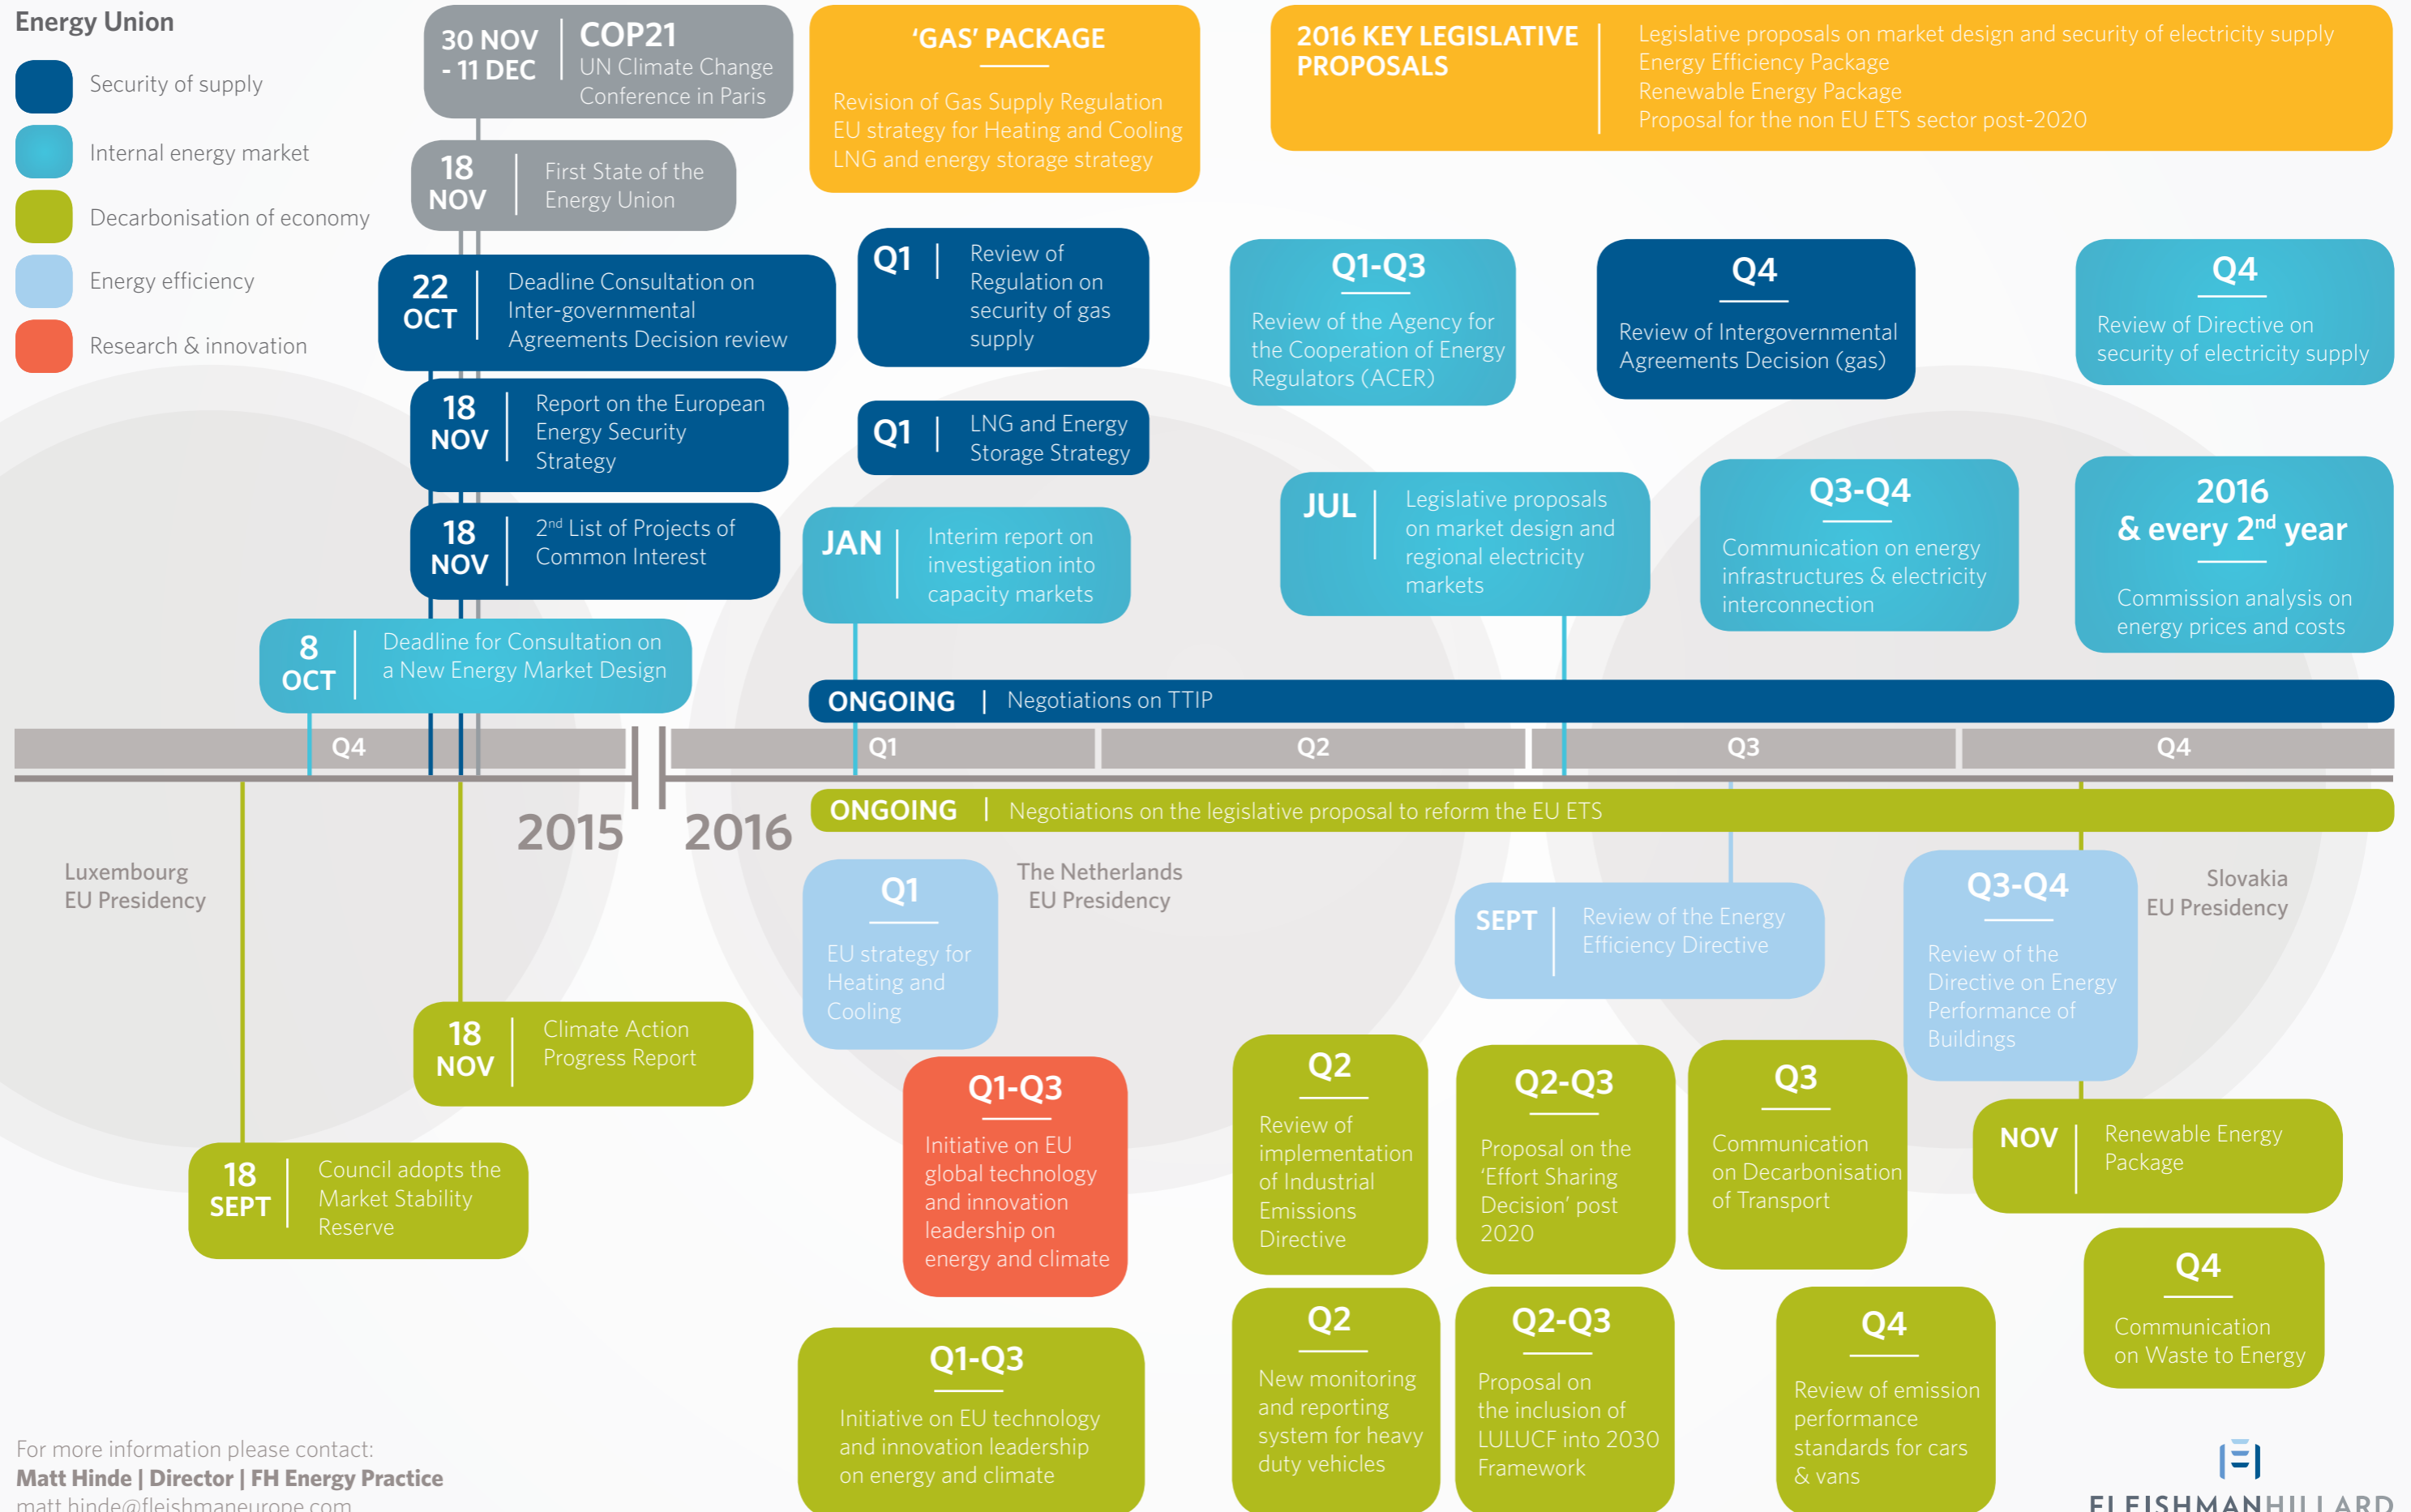 Energy Union
Security of supply
Internal energy market
Decarbonisation of economy
Energy efficiency
Research & innovation
30 NOV
- 11 DEC
COP21
UN Climate Change
Conference in Paris
18
NOV
First State of the
Energy Union
22
OCT
Deadline Consultation on
Inter-governmental
Agreements Decision review
18
NOV
Report on the European
Energy Security
Strategy
18
NOV
2nd List of Projects of
Common Interest
8
OCT
Deadline for Consultation on
a New Energy Market Design
'GAS' PACKAGE
Revision of Gas Supply Regulation
EU strategy for Heating and Cooling
LNG and energy storage strategy
2016 KEY LEGISLATIVE
PROPOSALS
Legislative proposals on market design and security of electricity supply
Energy Efficiency Package
Renewable Energy Package
Proposal for the non EU ETS sector post-2020
Q1
Review of
Regulation on
security of gas
supply
Q1
LNG and Energy
Storage Strategy
JAN
Interim report on
investigation into
capacity markets
Q1-Q3
Review of the Agency for
the Cooperation of Energy
Regulators (ACER)
Q4
Review of Intergovernmental
Agreements Decision (gas)
Q4
Review of Directive on
security of electricity supply
JUL
Legislative proposals
on market design and
regional electricity
markets
Q3-Q4
Communication on energy
infrastructures & electricity
interconnection
2016
& every 2nd year
Commission analysis on
energy prices and costs
ONGOING | Negotiations on TTIP
Q4
Q1
Q2
Q3
Q4
2015
2016
ONGOING | Negotiations on the legislative proposal to reform the EU ETS
Luxembourg
EU Presidency
The Netherlands
EU Presidency
Slovakia
EU Presidency
18
NOV
Climate Action
Progress Report
18
SEPT
Council adopts the
Market Stability
Reserve
Q1
EU strategy for
Heating and
Cooling
SEPT
Review of the Energy
Efficiency Directive
Q3-Q4
Review of the
Directive on Energy
Performance of
Buildings
Q1-Q3
Initiative on EU
global technology
and innovation
leadership on
energy and climate
Q2
Review of
implementation
of Industrial
Emissions
Directive
Q2-Q3
Proposal on the
'Effort Sharing
Decision' post
2020
Q3
Communication
on Decarbonisation
of Transport
NOV
Renewable Energy
Package
Q1-Q3
Initiative on EU technology
and innovation leadership
on energy and climate
Q2
New monitoring
and reporting
system for heavy
duty vehicles
Q2-Q3
Proposal on
the inclusion of
LULUCF into 2030
Framework
Q4
Review of emission
performance
standards for cars
& vans
Q4
Communication
on Waste to Energy
For more information please contact:
Matt Hinde | Director | FH Energy Practice
matt.hinde@fleishmaneurope.com
FLEISHMANHILLARD